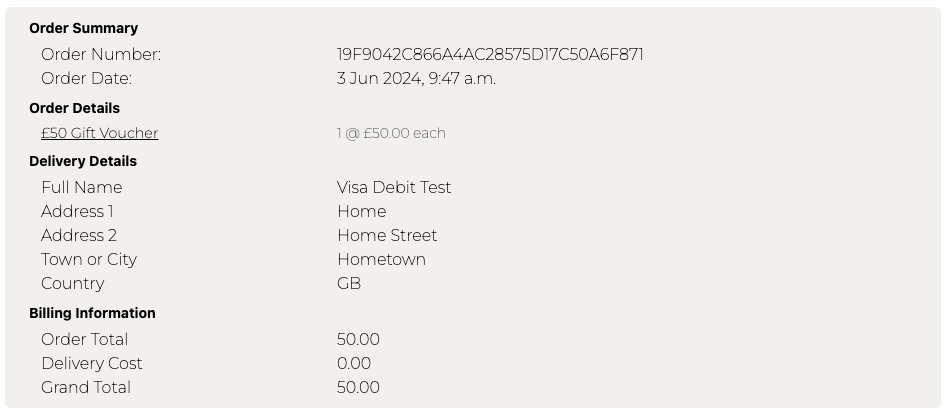 Order Summary
Order Number: 19F9042C866A4AC28575D17C50A6F871
Order Date: 3 Jun 2024, 9:47 a.m.
Order Details
£50 Gift Voucher 1 @ £50.00 each
Delivery Details
Full Name Visa Debit Test
Address 1 Home
Address 2 Home Street
Town or City Hometown
Country GB
Billing Information
Order Total 50.00
Delivery Cost 0.00
Grand Total 50.00